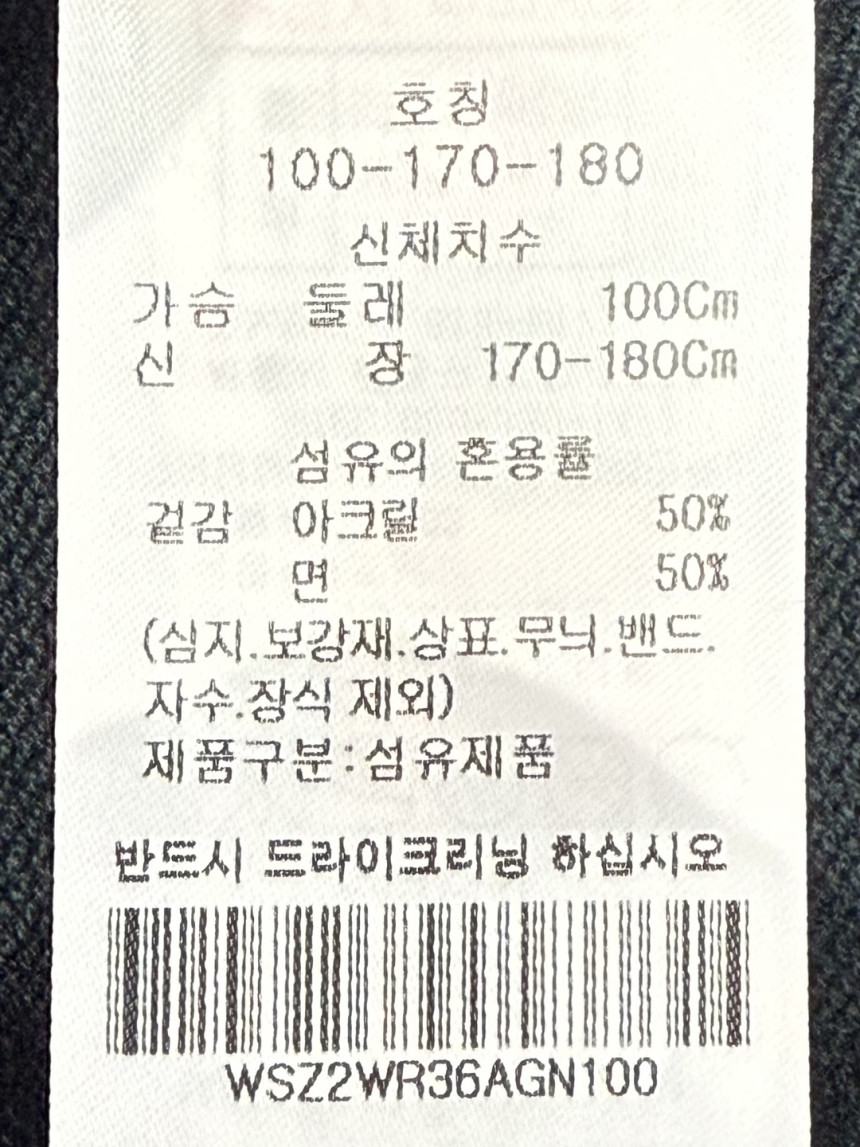 호칭
100-170-180
신체치수
가슴 둘레 100Cm
신 장 170-180Cm
섬유의 혼용률
겉감 아크릴 50%
면 50%
(심지.보강재.상표.무늬.밴드.
자수.장식 제외)
제품구분:섬유제품
반드시 드라이크리닝 하십시오
WSZ2WR36AGN100